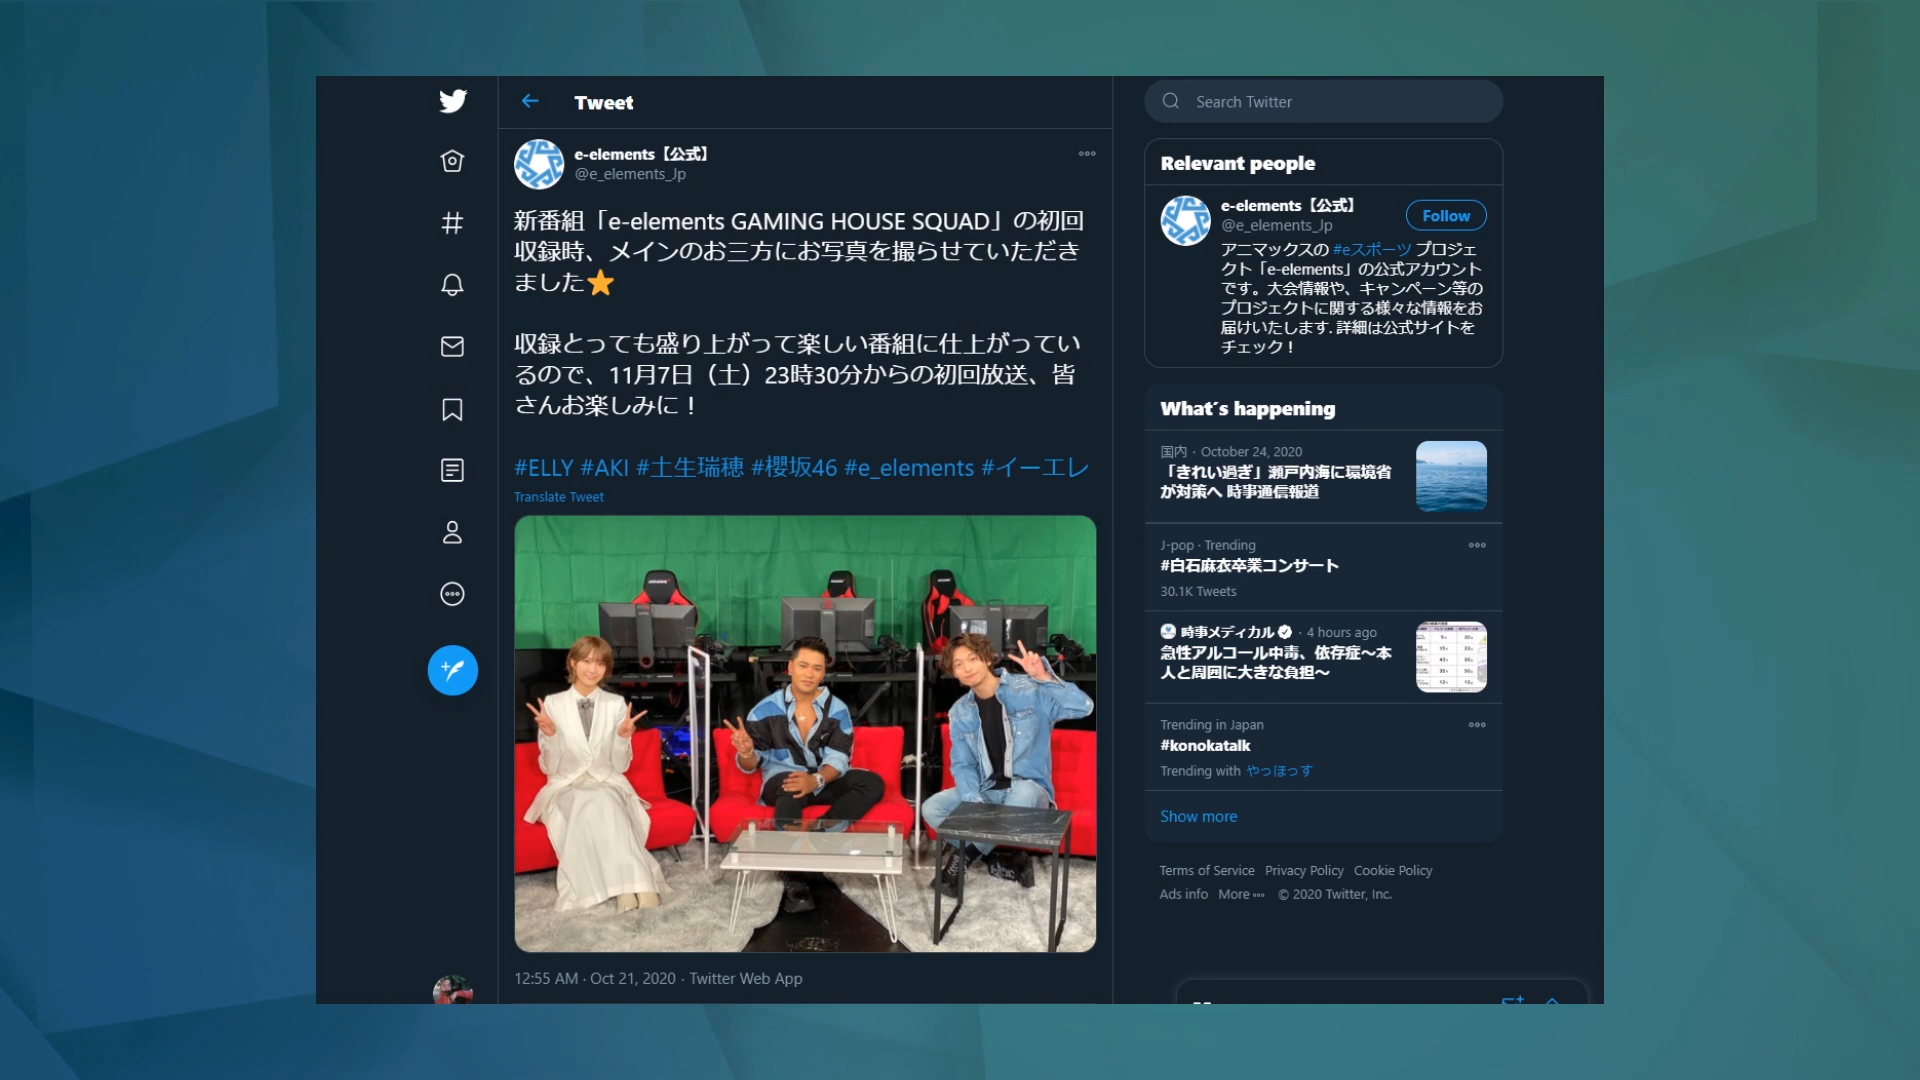 Tweet
e-elements【公式】
@e_elements_Jp
新番組「e-elements GAMING HOUSE SQUAD」の初回
収録時、メインのお三方にお写真を撮らせていただき
ました⭐
収録とっても盛り上がって楽しい番組に仕上がってい
るので、11月7日（土）23時30分からの初回放送、皆
さんお楽しみに！
#ELLY #AKI #土生瑞穂 #櫻坂46 #e_elements #イーエレ
Translate Tweet
12:55 AM · Oct 21, 2020 · Twitter Web App
Search Twitter
Relevant people
e-elements【公式】
@e_elements_Jp
Follow
アニマックスの #eスポーツ プロジェ
クト「e-elements」の公式アカウント
です。大会情報や、キャンペーン等の
プロジェクトに関する様々な情報をお
届けいたします. 詳細は公式サイトを
チェック！
What's happening
国内 · October 24, 2020
「きれい過ぎ」瀬戸内海に環境省
が対策へ 時事通信報道
J-pop · Trending
#白石麻衣卒業コンサート
30.1K Tweets
時事メディカル · 4 hours ago
急性アルコール中毒、依存症～本
人と周囲に大きな負担～
Trending in Japan
#konokatalk
Trending with やっほっす
Show more
Terms of Service Privacy Policy Cookie Policy
Ads info More ··· © 2020 Twitter, Inc.